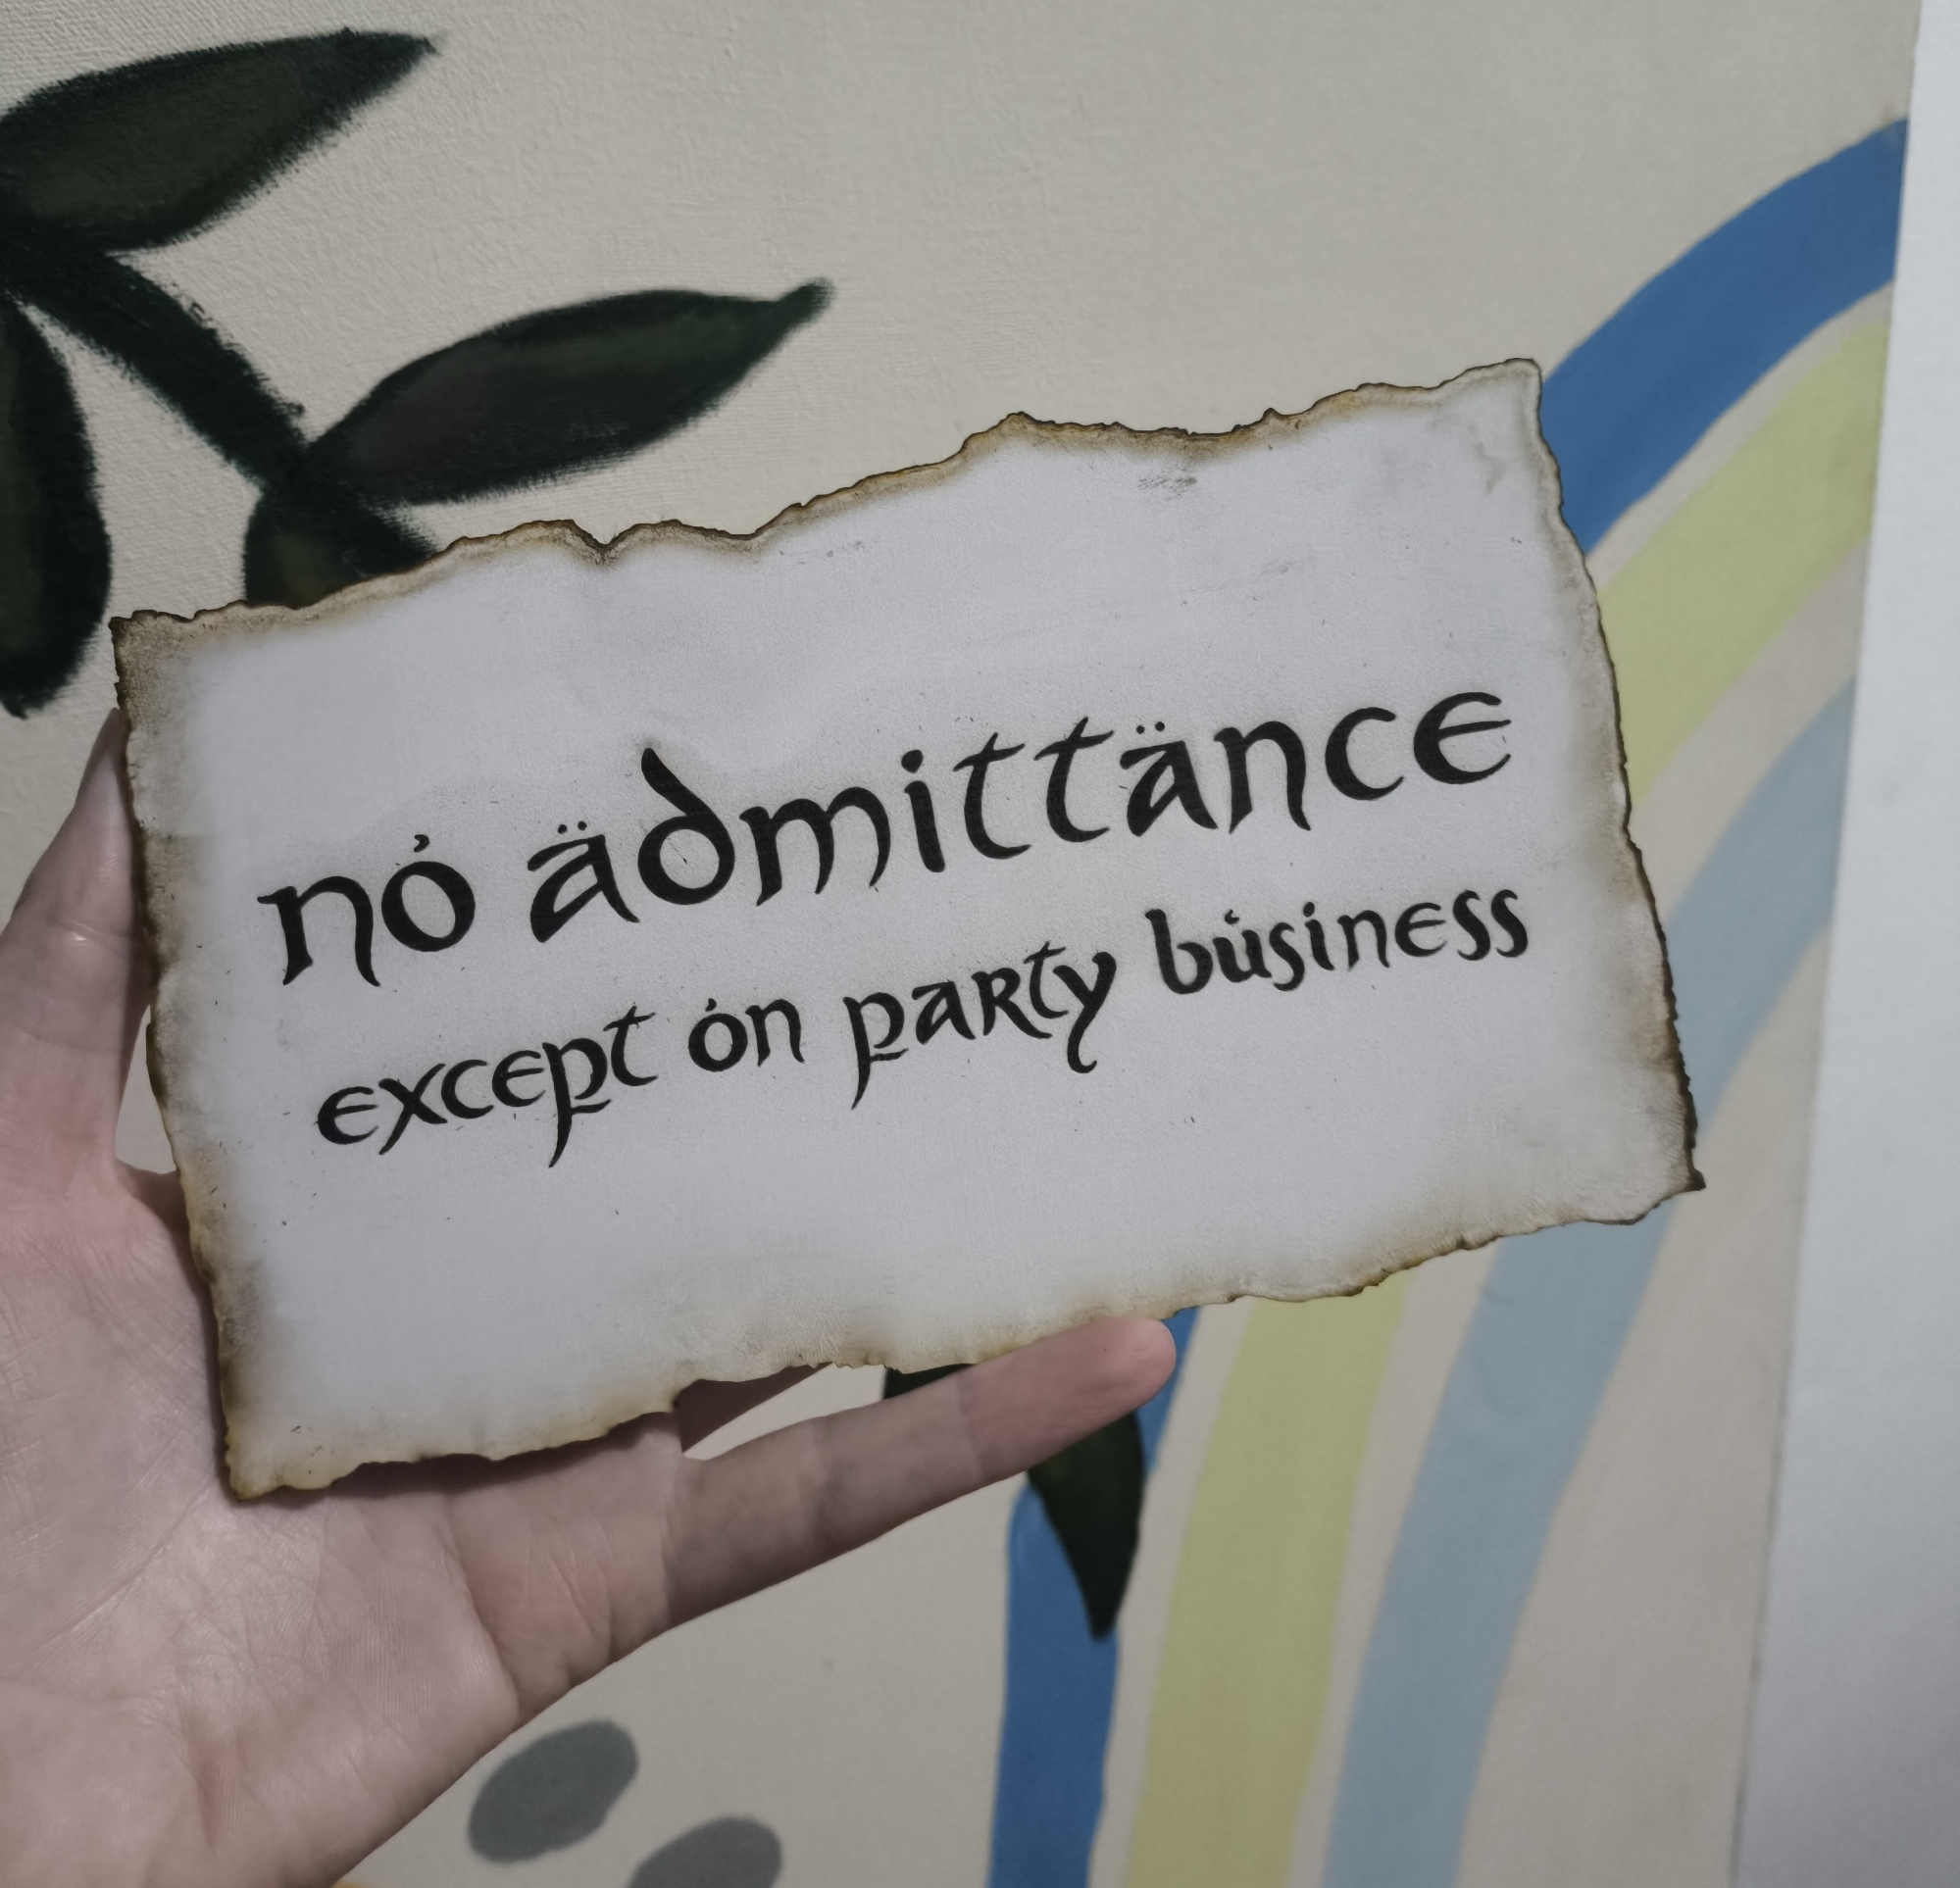 nȯ ädmittänce
except ȯn party bu̇siness